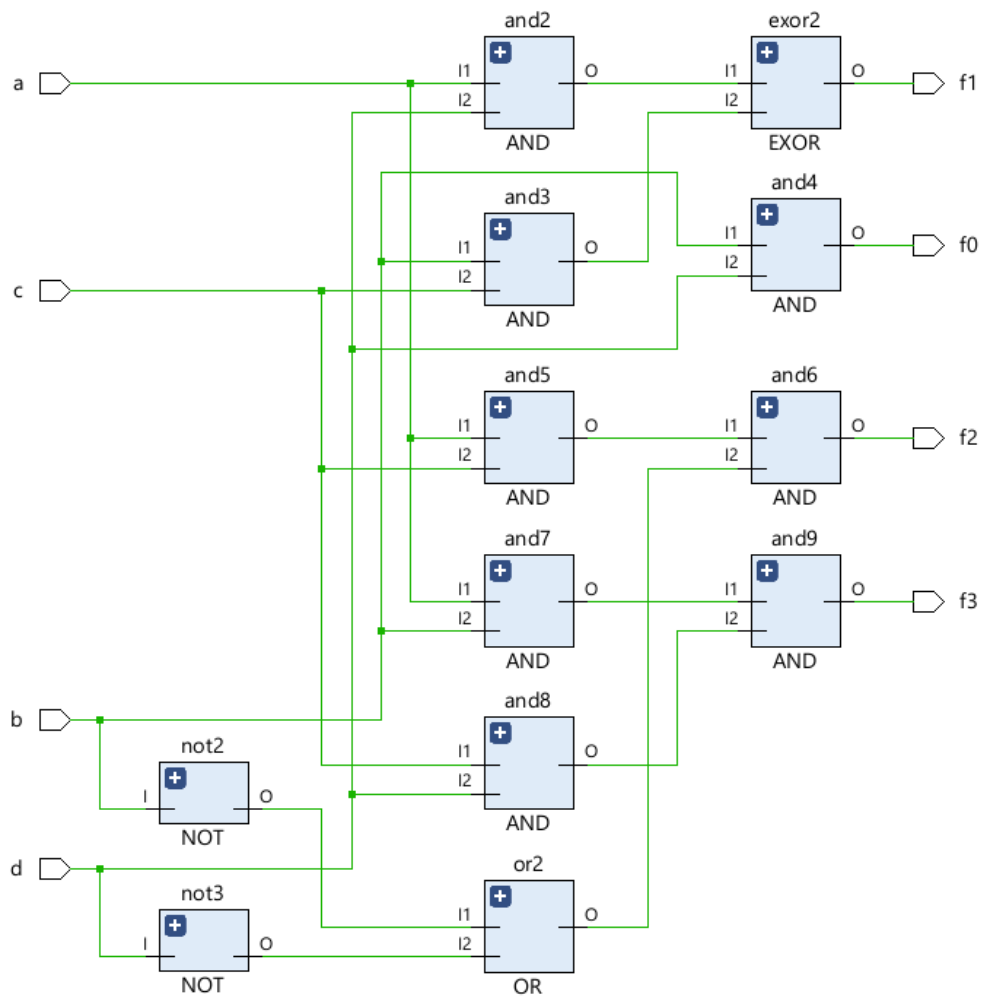 and2 exor2
a I1 O I1 O f1
I2 I2
AND EXOR
and3 and4
I1 O I1 O f0
c I2 I2
AND AND
and5 and6
I1 O I1 O f2
I2 I2
AND AND
and7 and9
I1 O I1 O f3
I2 I2
AND AND
and8
b
not2 I1 O
I O I2
NOT AND
d or2
not3 I1 O
I O I2
NOT OR